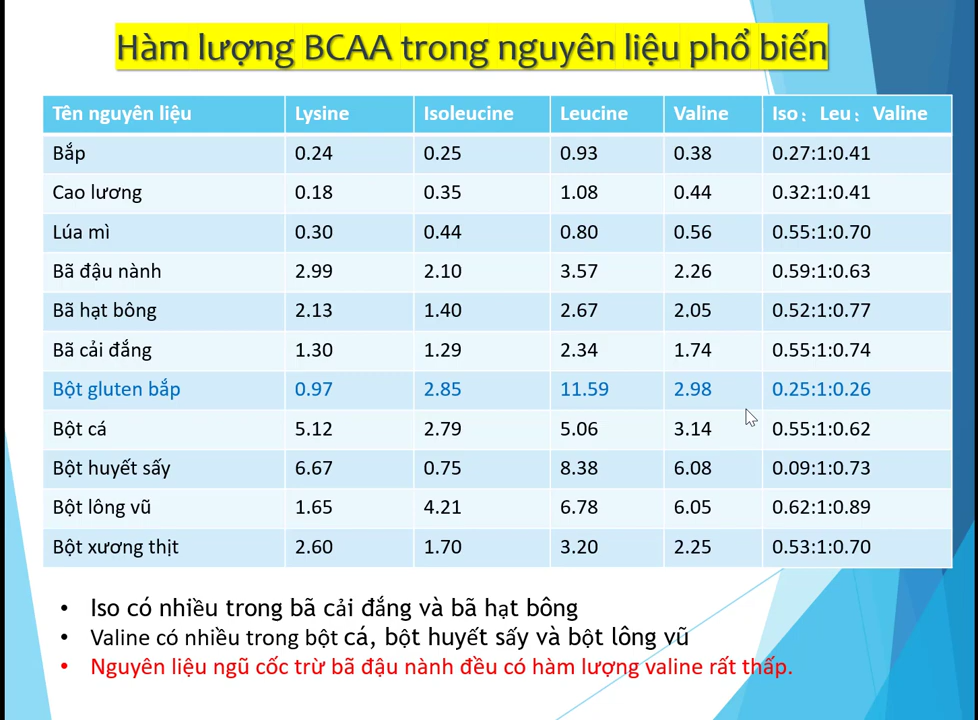 Hàm lượng BCAA trong nguyên liệu phổ biến
Tên nguyên liệu Lysine Isoleucine Leucine Valine Iso：Leu：Valine
Bắp 0.24 0.25 0.93 0.38 0.27:1:0.41
Cao lương 0.18 0.35 1.08 0.44 0.32:1:0.41
Lúa mì 0.30 0.44 0.80 0.56 0.55:1:0.70
Bã đậu nành 2.99 2.10 3.57 2.26 0.59:1:0.63
Bã hạt bông 2.13 1.40 2.67 2.05 0.52:1:0.77
Bã cải đắng 1.30 1.29 2.34 1.74 0.55:1:0.74
Bột gluten bắp 0.97 2.85 11.59 2.98 0.25:1:0.26
Bột cá 5.12 2.79 5.06 3.14 0.55:1:0.62
Bột huyết sấy 6.67 0.75 8.38 6.08 0.09:1:0.73
Bột lông vũ 1.65 4.21 6.78 6.05 0.62:1:0.89
Bột xương thịt 2.60 1.70 3.20 2.25 0.53:1:0.70
• Iso có nhiều trong bã cải đắng và bã hạt bông
• Valine có nhiều trong bột cá, bột huyết sấy và bột lông vũ
• Nguyên liệu ngũ cốc trừ bã đậu nành đều có hàm lượng valine rất thấp.